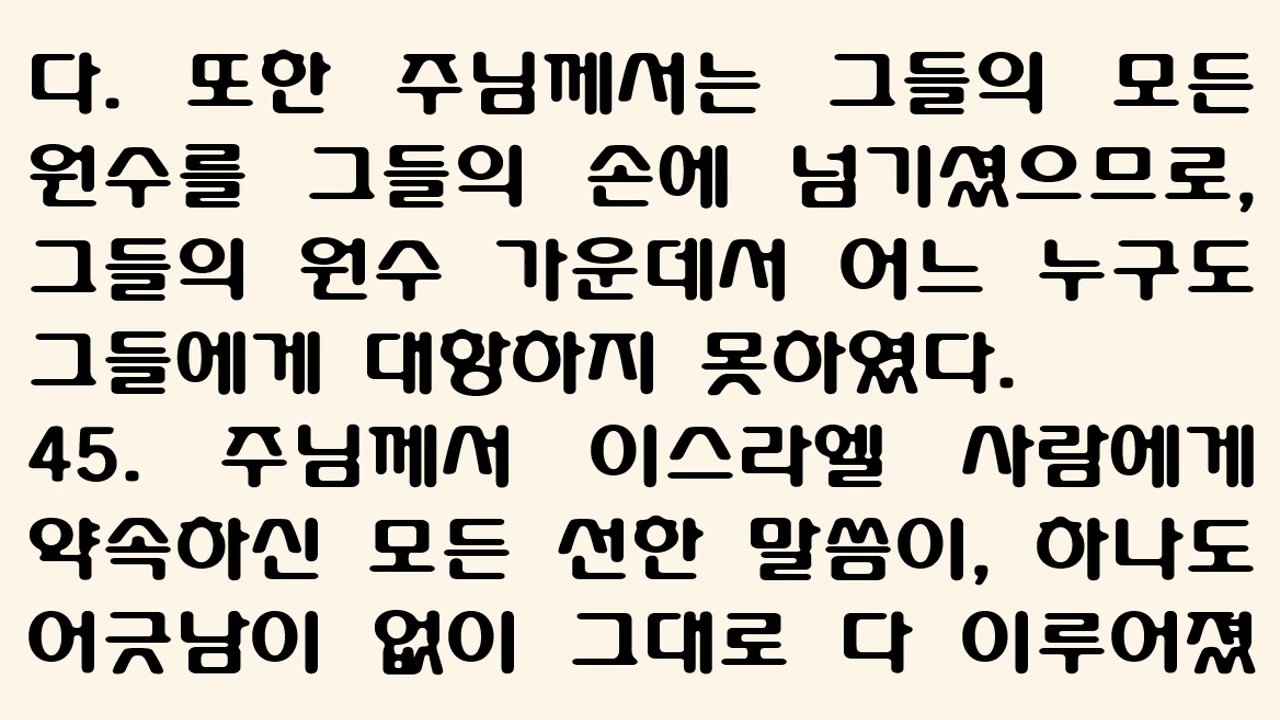 다. 또한 주님께서는 그들의 모든
원수를 그들의 손에 넘기셨으므로,
그들의 원수 가운데서 어느 누구도
그들에게 대항하지 못하였다.
45. 주님께서 이스라엘 사람에게
약속하신 모든 선한 말씀이, 하나도
어긋남이 없이 그대로 다 이루어졌